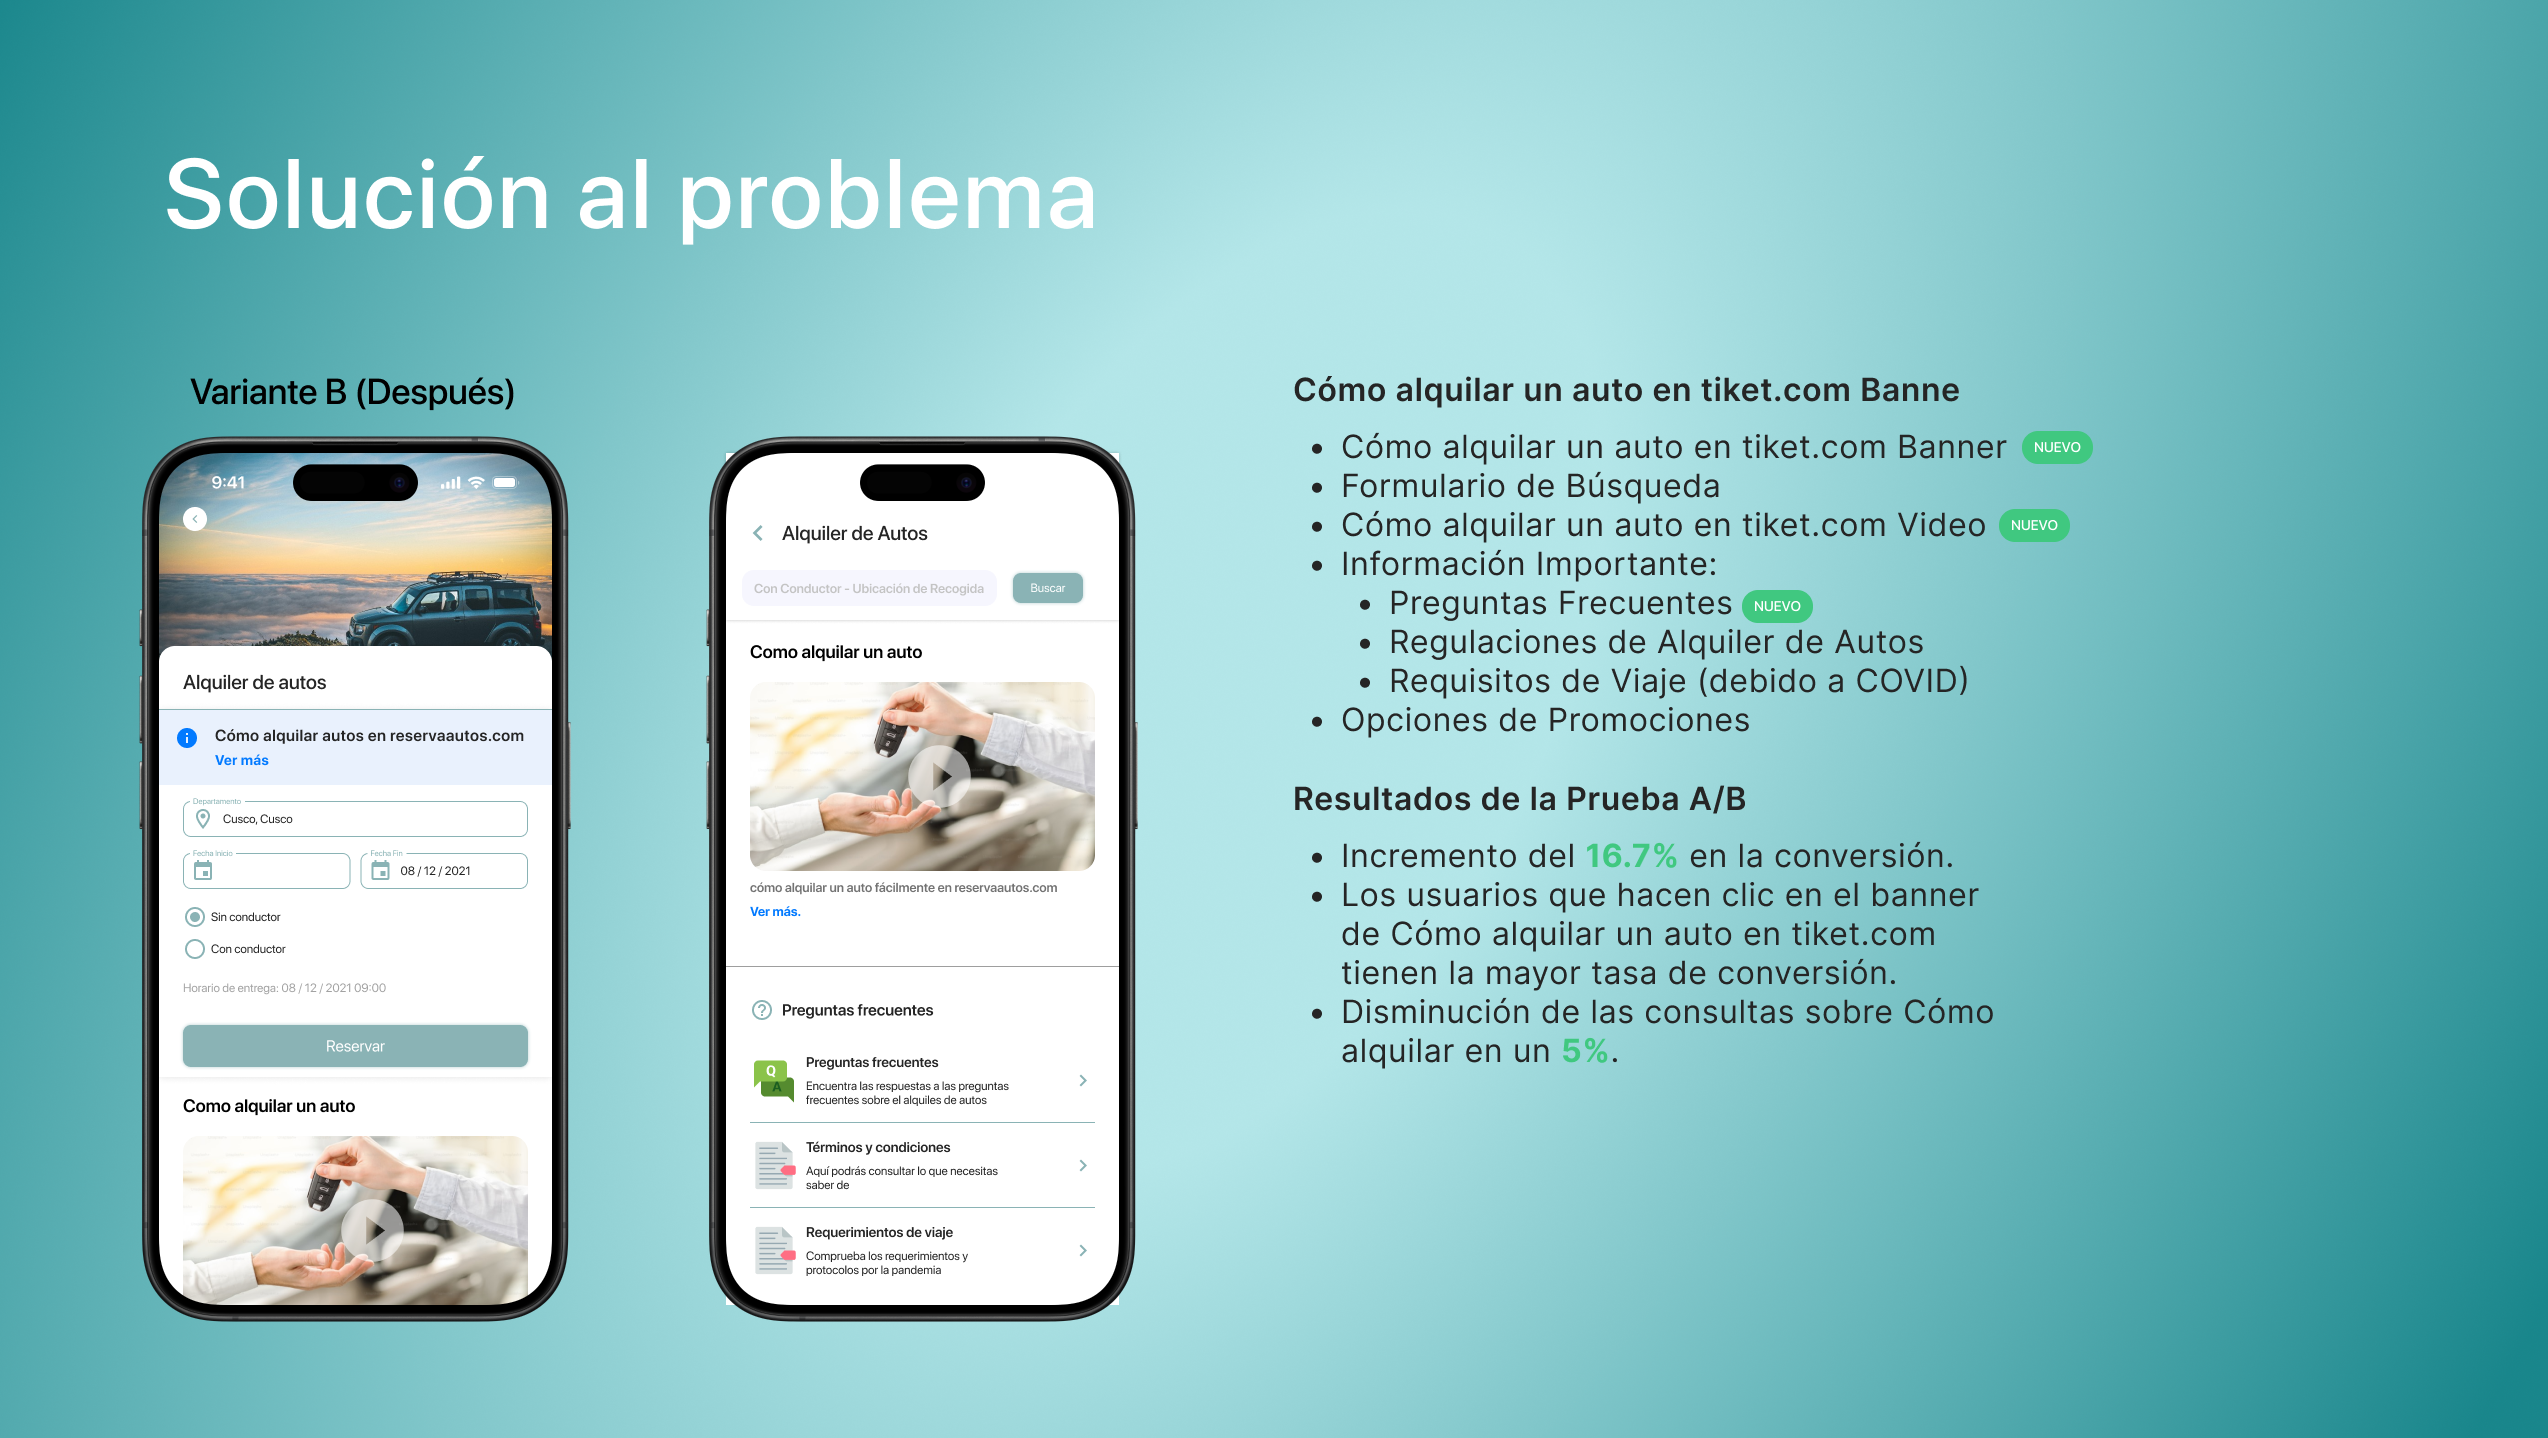 Solución al problema
Variante B (Después)
9:41
Alquiler de autos
Cómo alquilar autos en reservaautos.com
Ver más
Departamento
Cusco, Cusco
Fecha Inicio
Fecha Fin
08 / 12 / 2021
Sin conductor
Con conductor
Horario de entrega: 08 / 12 / 2021 09:00
Reservar
Como alquilar un auto
Alquiler de Autos
Con Conductor - Ubicación de Recogida
Buscar
Como alquilar un auto
cómo alquilar un auto fácilmente en reservaautos.com
Ver más.
Preguntas frecuentes
Q
A
Preguntas frecuentes
Encuentra las respuestas a las preguntas
frecuentes sobre el alquiles de autos
Términos y condiciones
Aquí podrás consultar lo que necesitas
saber de
Requerimientos de viaje
Comprueba los requerimientos y
protocolos por la pandemia
Cómo alquilar un auto en tiket.com Banne
• Cómo alquilar un auto en tiket.com Banner NUEVO
• Formulario de Búsqueda
• Cómo alquilar un auto en tiket.com Video NUEVO
• Información Importante:
• Preguntas Frecuentes NUEVO
• Regulaciones de Alquiler de Autos
• Requisitos de Viaje (debido a COVID)
• Opciones de Promociones
Resultados de la Prueba A/B
• Incremento del 16.7% en la conversión.
• Los usuarios que hacen clic en el banner
de Cómo alquilar un auto en tiket.com
tienen la mayor tasa de conversión.
• Disminución de las consultas sobre Cómo
alquilar en un 5%.